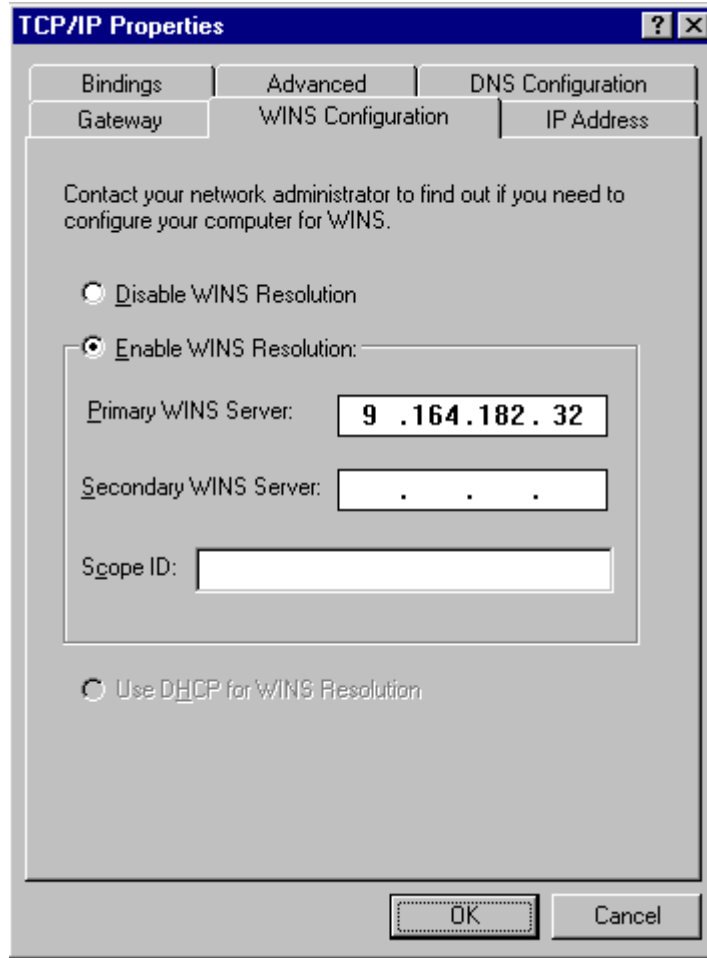 TCP/IP Properties
Bindings Advanced DNS Configuration
Gateway WINS Configuration IP Address
Contact your network administrator to find out if you need to
configure your computer for WINS.
Disable WINS Resolution
Enable WINS Resolution:
Primary WINS Server: 9 .164.182. 32
Secondary WINS Server: . . .
Scope ID:
Use DHCP for WINS Resolution
OK Cancel